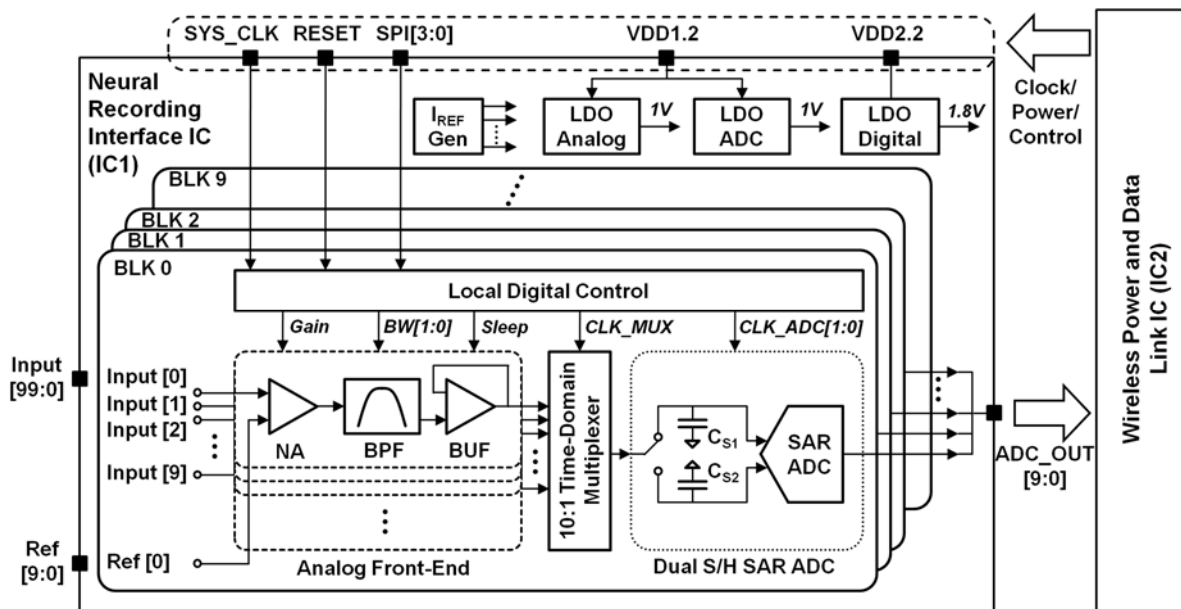 SYS_CLK RESET SPI[3:0] VDD1.2 VDD2.2
Neural
Recording
Interface IC
(IC1)
IREF
Gen
LDO
Analog
1V
LDO
ADC
1V
LDO
Digital
1.8V
Clock/
Power/
Control
Wireless Power and Data
Link IC (IC2)
BLK 9
BLK 2
BLK 1
BLK 0
Local Digital Control
Gain BW[1:0] Sleep CLK_MUX CLK_ADC[1:0]
Input
[99:0]
Input [0]
Input [1]
Input [2]
Input [9]
NA BPF BUF
10:1 Time-Domain
Multiplexer
CS1
CS2
SAR
ADC
ADC_OUT
[9:0]
Ref
[9:0]
Ref [0]
Analog Front-End
Dual S/H SAR ADC